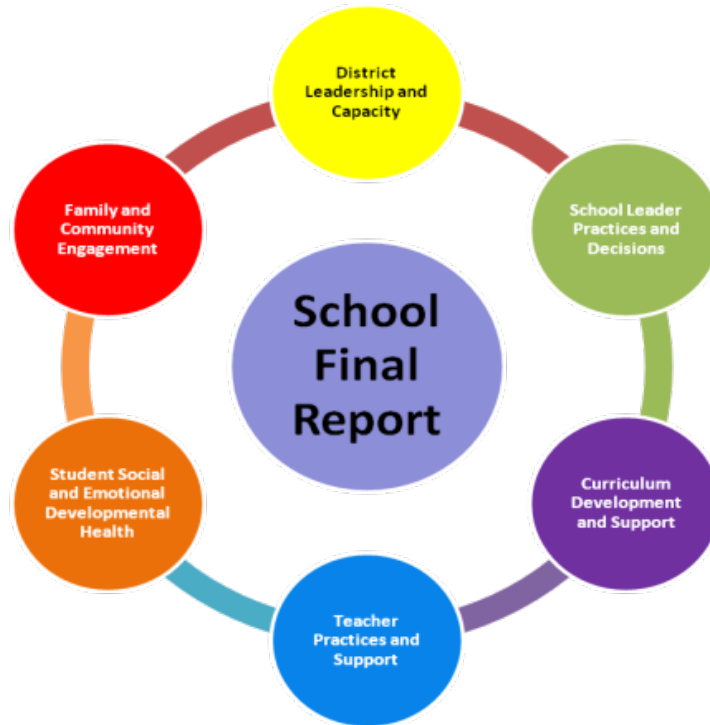 District
Leadership and
Capacity
School Leader
Practices and
Decisions
Curriculum
Development
and Support
Teacher
Practices and
Support
Student Social
and Emotional
Developmental
Health
Family and
Community
Engagement
School
Final
Report